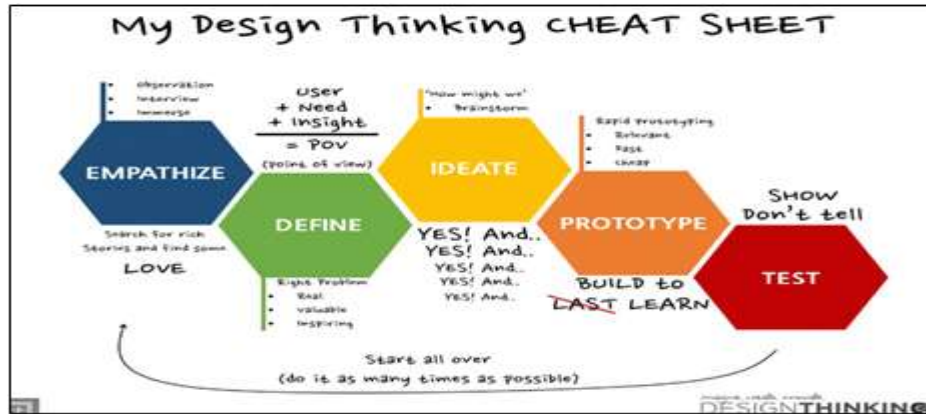 My Design Thinking CHEAT SHEET
Observation
Interview
Immerse
EMPATHIZE
Search for rich
Stories and find some
LOVE
User
+ Need
+ Insight
= POV
(Point of view)
DEFINE
Right Problem
Real
Valuable
Inspiring
"How might we"
Brainstorm
IDEATE
YES! And..
YES! And..
YES! And..
YES! And..
YES! And..
Rapid Prototyping
Relevant
Fast
Cheap
PROTOTYPE
BUILD to
LAST LEARN
SHOW
Don't tell
TEST
Start all over
(do it as many times as possible)
DESIGNTHINKING